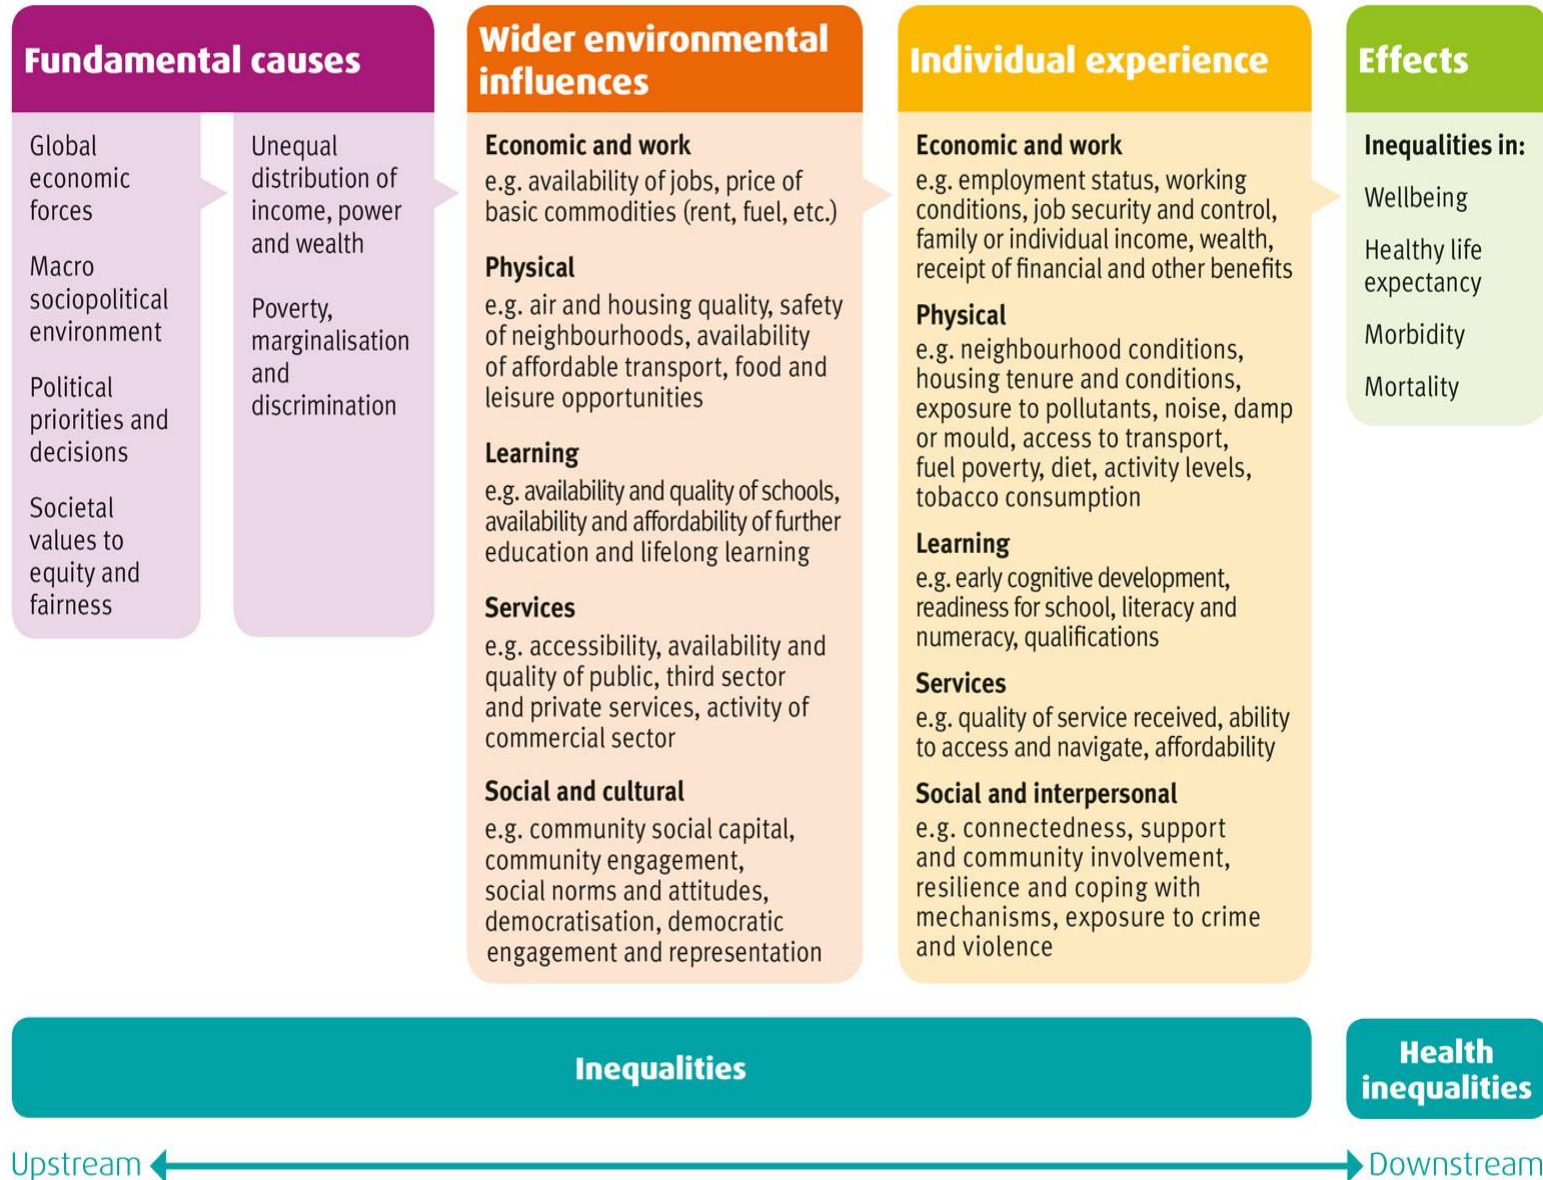 Fundamental causes
Global
economic
forces
Macro
sociopolitical
environment
Political
priorities and
decisions
Societal
values to
equity and
fairness
Unequal
distribution of
income, power
and wealth
Poverty,
marginalisation
and
discrimination
Wider environmental
influences
Economic and work
e.g. availability of jobs, price of
basic commodities (rent, fuel, etc.)
Physical
e.g. air and housing quality, safety
of neighbourhoods, availability
of affordable transport, food and
leisure opportunities
Learning
e.g. availability and quality of schools,
availability and affordability of further
education and lifelong learning
Services
e.g. accessibility, availability and
quality of public, third sector
and private services, activity of
commercial sector
Social and cultural
e.g. community social capital,
community engagement,
social norms and attitudes,
democratisation, democratic
engagement and representation
Individual experience
Economic and work
e.g. employment status, working
conditions, job security and control,
family or individual income, wealth,
receipt of financial and other benefits
Physical
e.g. neighbourhood conditions,
housing tenure and conditions,
exposure to pollutants, noise, damp
or mould, access to transport,
fuel poverty, diet, activity levels,
tobacco consumption
Learning
e.g. early cognitive development,
readiness for school, literacy and
numeracy, qualifications
Services
e.g. quality of service received, ability
to access and navigate, affordability
Social and interpersonal
e.g. connectedness, support
and community involvement,
resilience and coping with
mechanisms, exposure to crime
and violence
Effects
Inequalities in:
Wellbeing
Healthy life
expectancy
Morbidity
Mortality
Inequalities
Health
inequalities
Upstream
Downstream